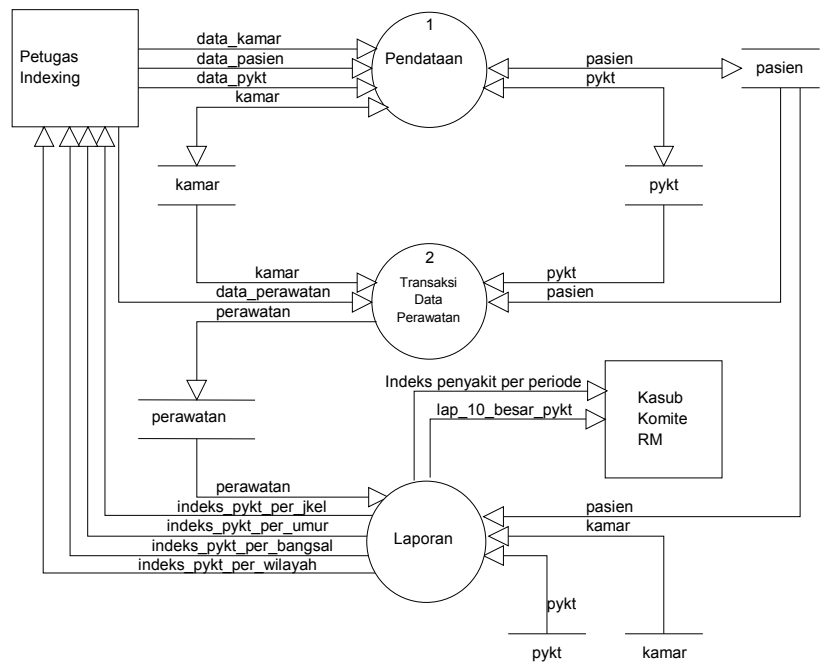 Petugas
Indexing
data_kamar
data_pasien
data_pykt
kamar
1
Pendataan
pasien
pykt
pasien
kamar
pykt
kamar
data_perawatan
perawatan
2
Transaksi
Data
Perawatan
pykt
pasien
perawatan
Indeks penyakit per periode
lap_10_besar_pykt
Kasub
Komite
RM
perawatan
indeks_pykt_per_jkel
indeks_pykt_per_umur
indeks_pykt_per_bangsal
indeks_pykt_per_wilayah
Laporan
pasien
kamar
pykt
pykt
kamar